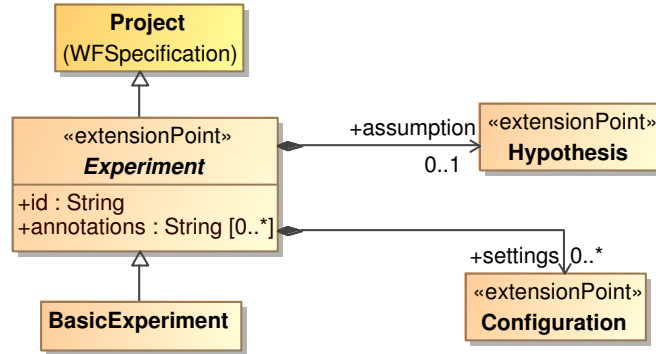 Project
(WFSpecification)
«extensionPoint»
Experiment
+id : String
+annotations : String [0..*]
+assumption
0..1
«extensionPoint»
Hypothesis
+settings 0..*
«extensionPoint»
Configuration
BasicExperiment